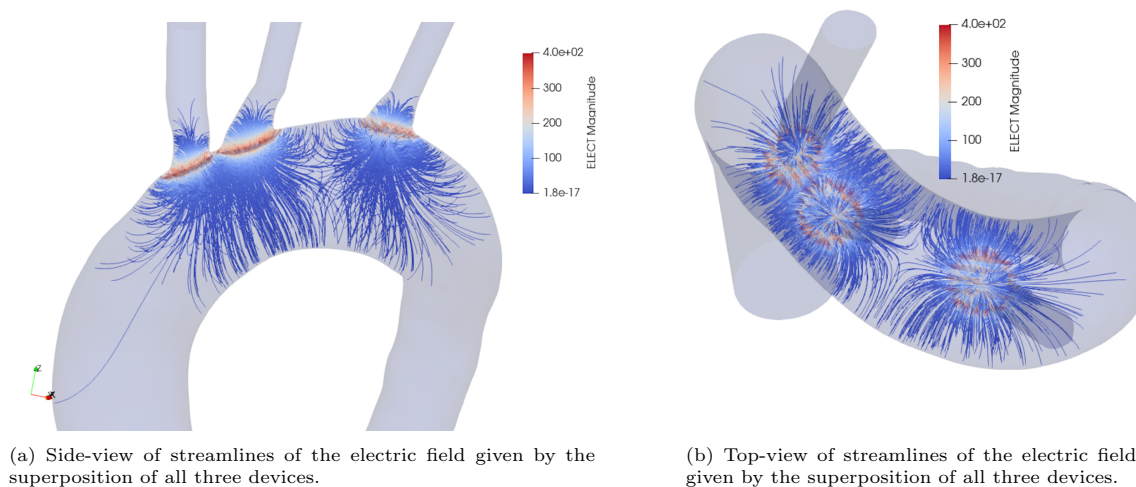 4.0e+02
300
200
100
1.8e-17
ELECT Magnitude
Z
4.0e+02
300
200
100
1.8e-17
ELECT Magnitude
(a) Side-view of streamlines of the electric field given by the
superposition of all three devices.
(b) Top-view of streamlines of the electric field
given by the superposition of all three devices.